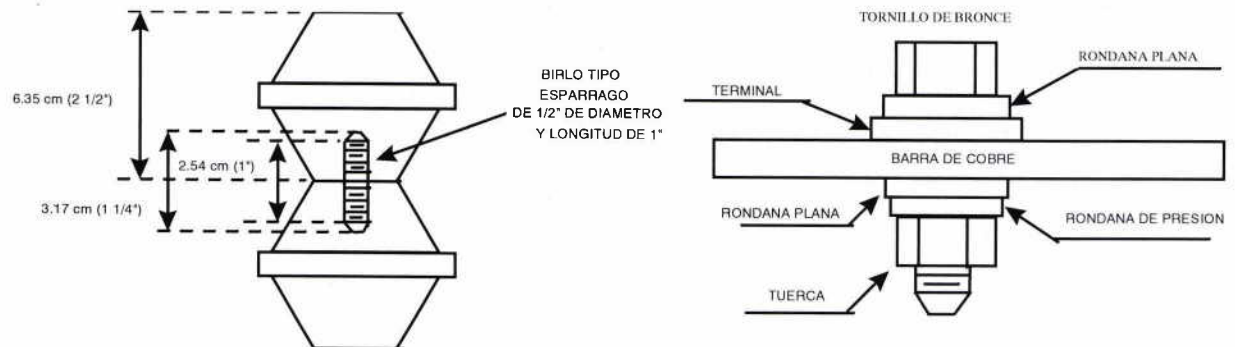 6.35 cm (2 1/2")
2.54 cm (1")
3.17 cm (1 1/4")
BIRLO TIPO
ESPARRAGO
DE 1/2" DE DIAMETRO
Y LONGITUD DE 1"
TORNILLO DE BRONCE
RONDANA PLANA
TERMINAL
BARRA DE COBRE
RONDANA PLANA
RONDANA DE PRESION
TUERCA